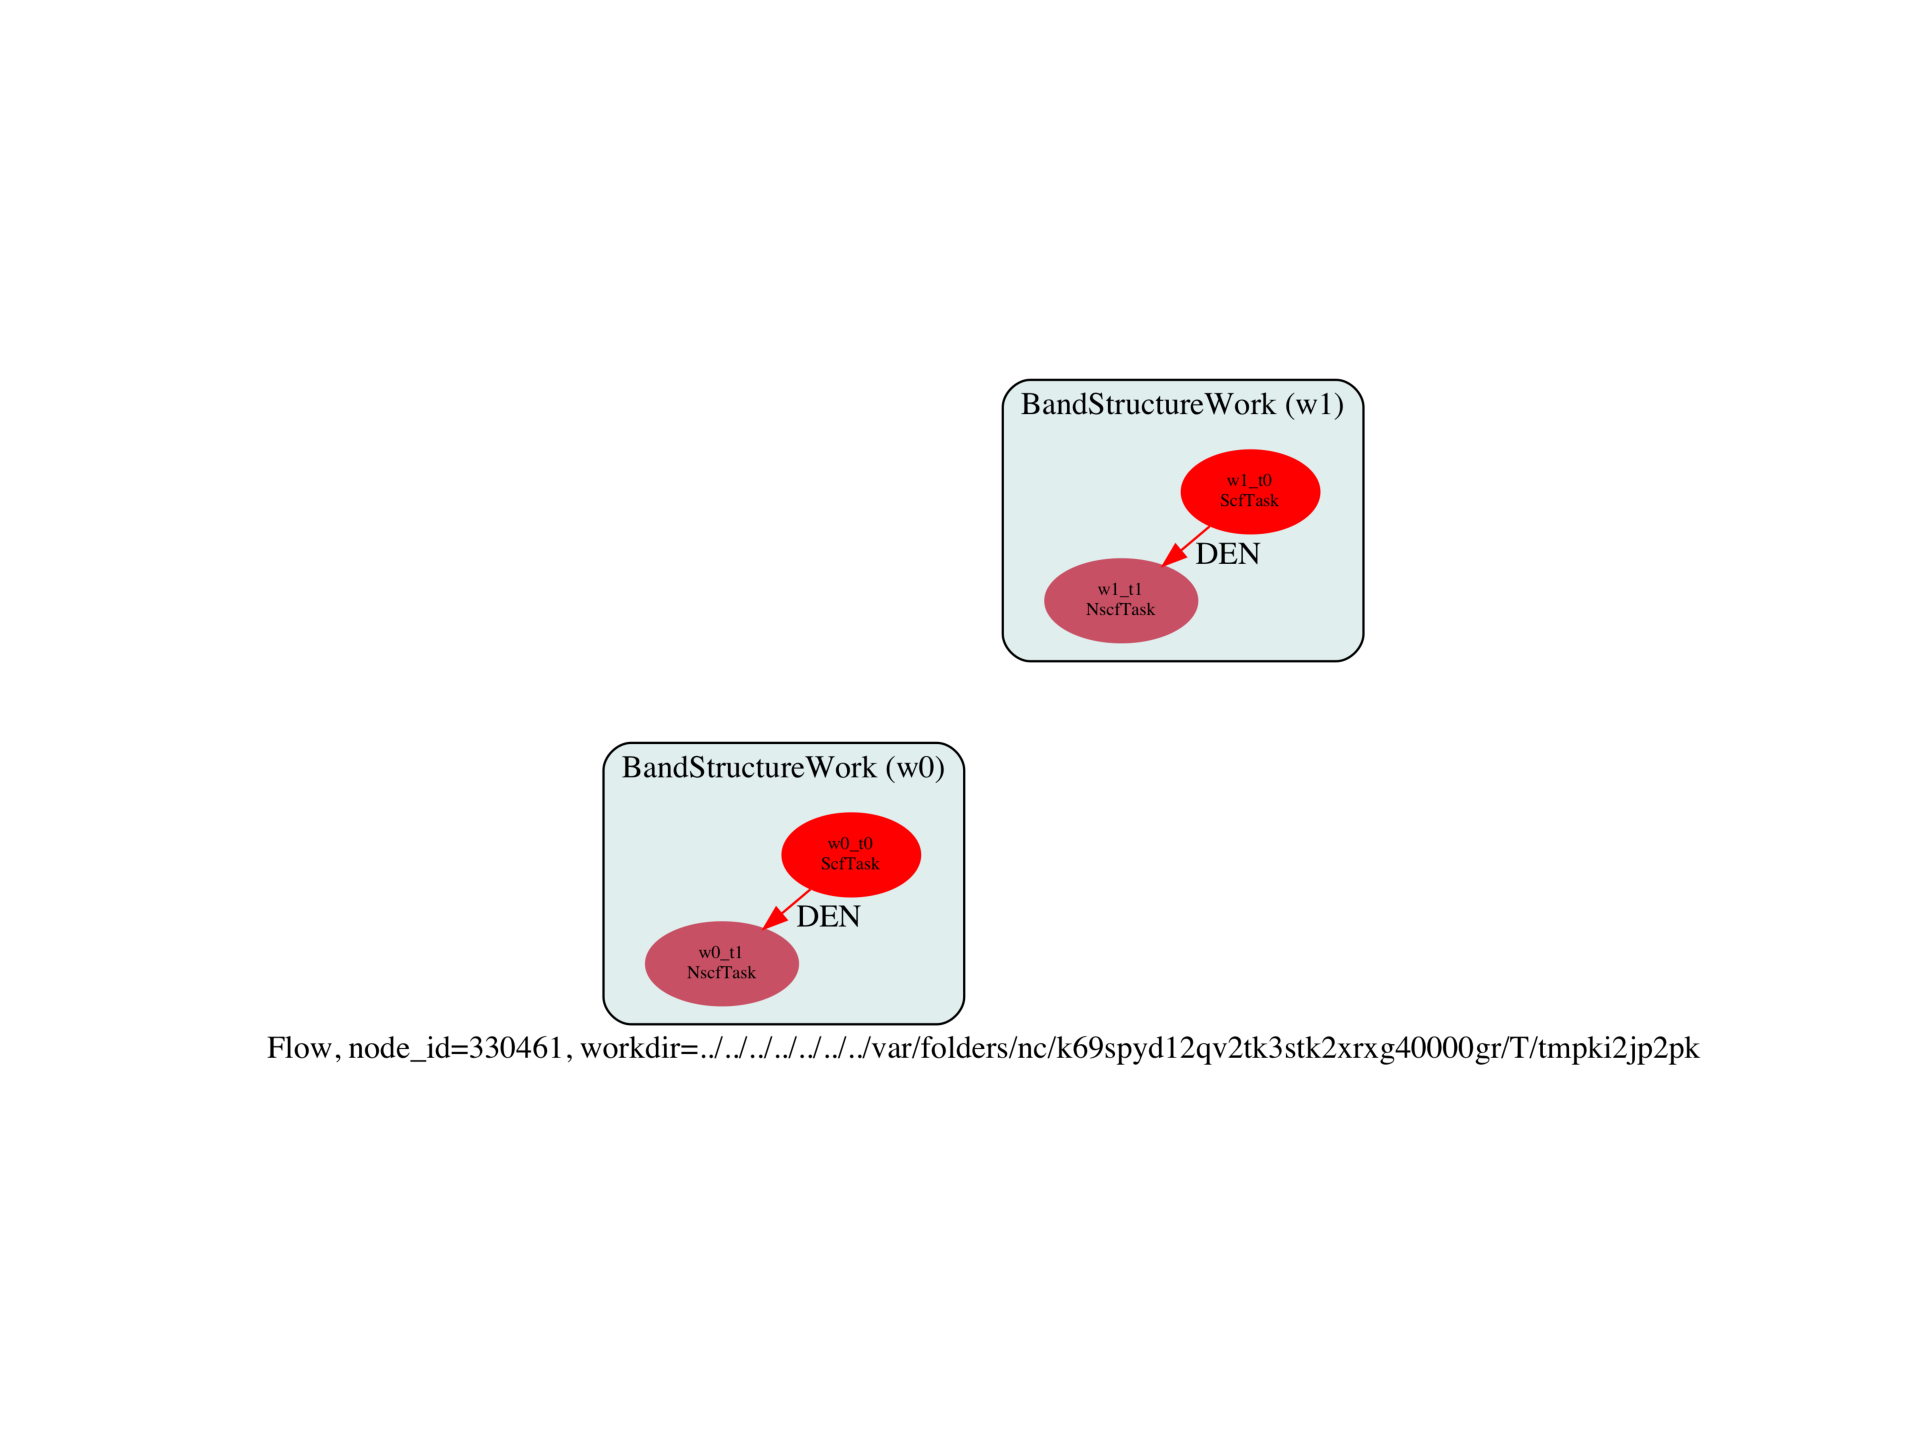 BandStructureWork (w1)
w1_t0
ScfTask
DEN
w1_t1
NscfTask
BandStructureWork (w0)
w0_t0
ScfTask
DEN
w0_t1
NscfTask
Flow, node_id=330461, workdir=../../../../../../../var/folders/nc/k69spyd12qv2tk3stk2xrxg40000gr/T/tmpki2jp2pk